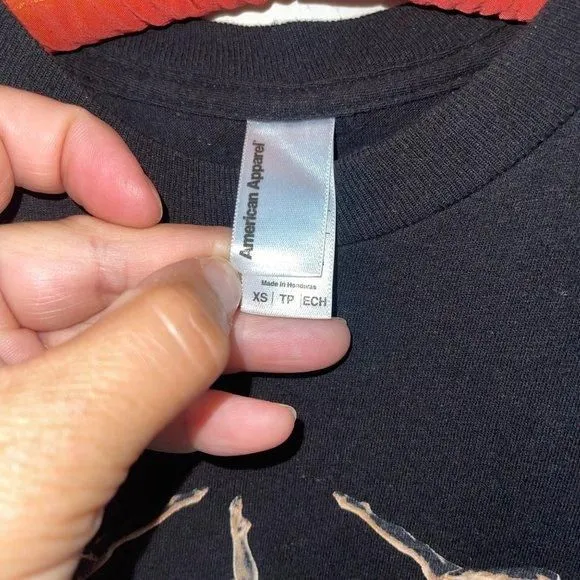 American Apparel
Made in Honduras
XS | TP | ECH